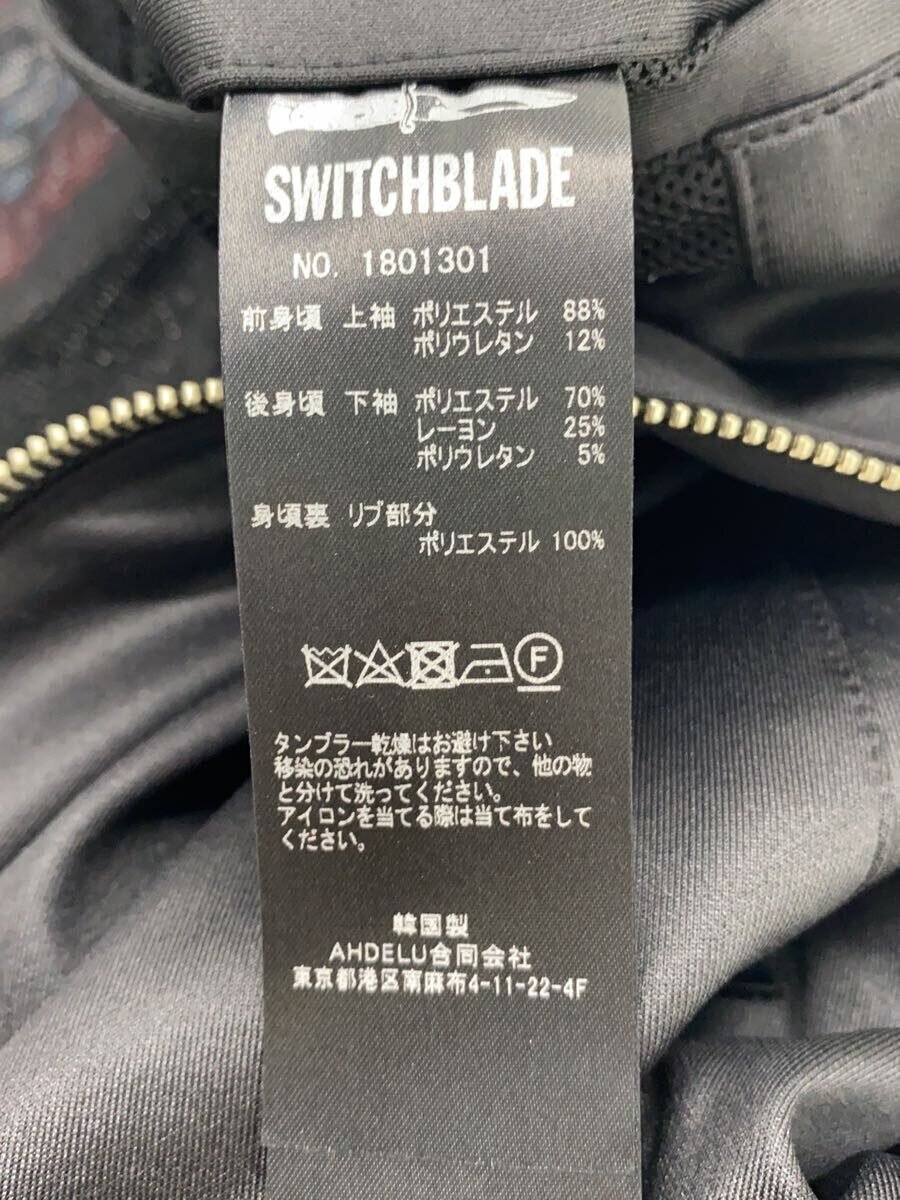 SWITCHBLADE
NO. 1801301
前身頃 上袖 ポリエステル 88%
ポリウレタン 12%
後身頃 下袖 ポリエステル 70%
レーヨン 25%
ポリウレタン 5%
身頃裏 リブ部分
ポリエステル 100%
F
タンブラー乾燥はお避け下さい
移染の恐れがありますので、他の物
と分けて洗ってください。
アイロンを当てる際は当て布をして
ください。
韓国製
AHDELU合同会社
東京都港区南麻布4-11-22-4F